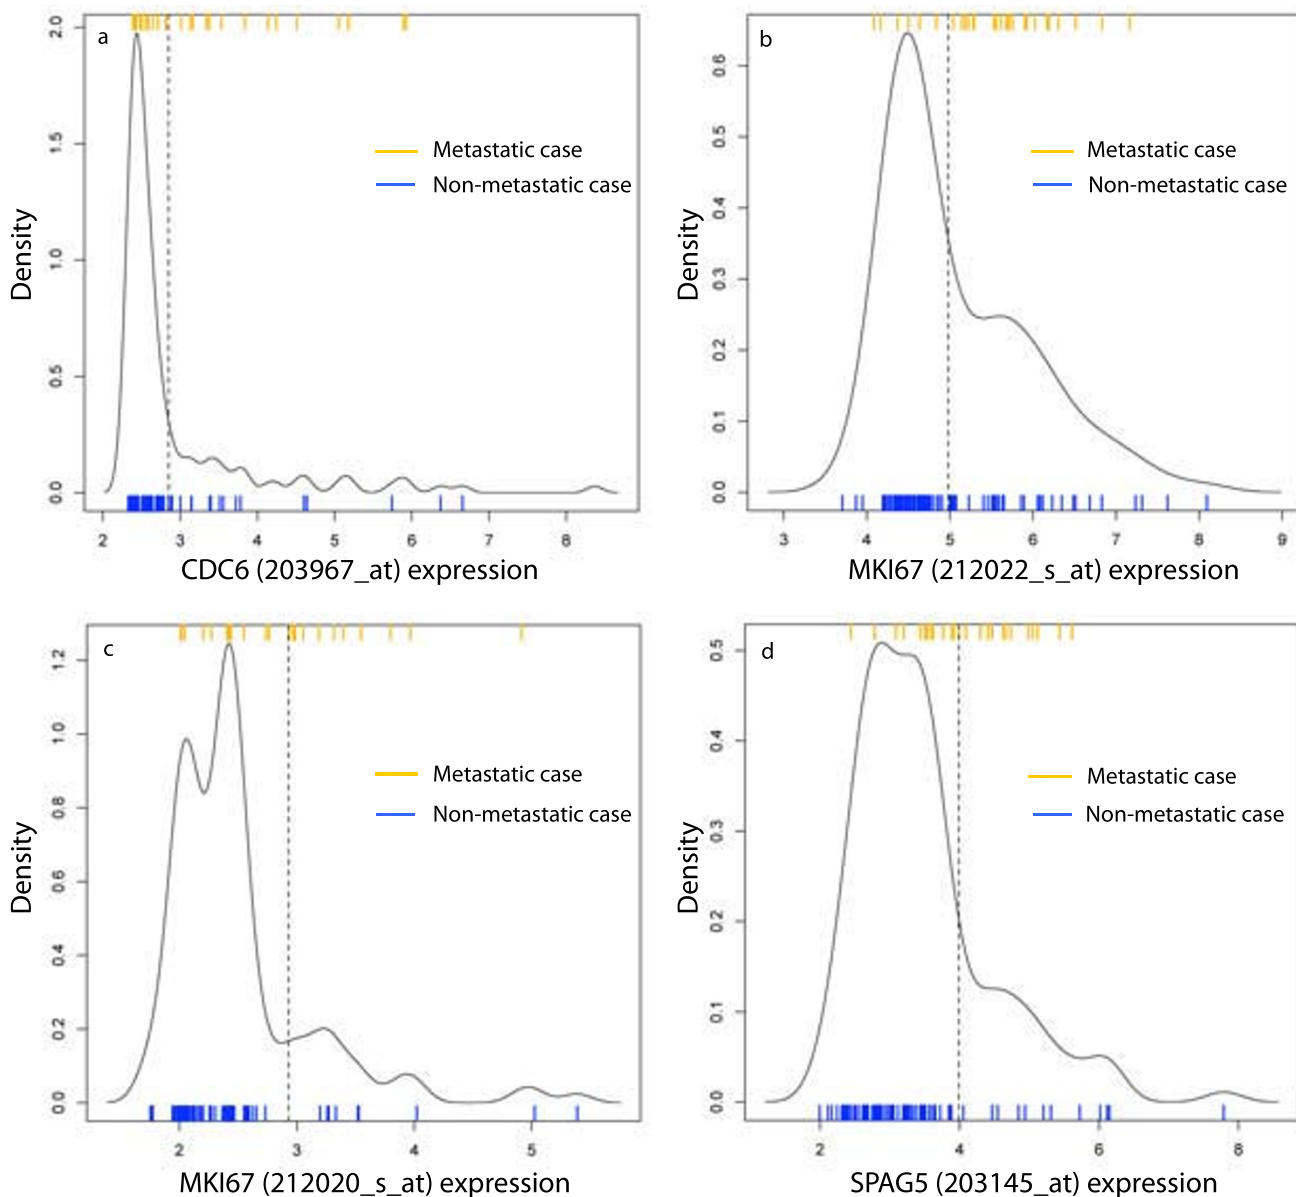 a
2.0
1.5
1.0
0.5
0.0
Density
Metastatic case
Non-metastatic case
2 3 4 5 6 7 8
CDC6 (203967_at) expression
b
0.6
0.5
0.4
0.3
0.2
0.1
0.0
Density
Metastatic case
Non-metastatic case
3 4 5 6 7 8 9
MKI67 (212022_s_at) expression
c
1.2
1.0
0.8
0.6
0.4
0.2
0.0
Density
Metastatic case
Non-metastatic case
2 3 4 5
MKI67 (212020_s_at) expression
d
0.5
0.4
0.3
0.2
0.1
0.0
Density
Metastatic case
Non-metastatic case
2 4 6 8
SPAG5 (203145_at) expression